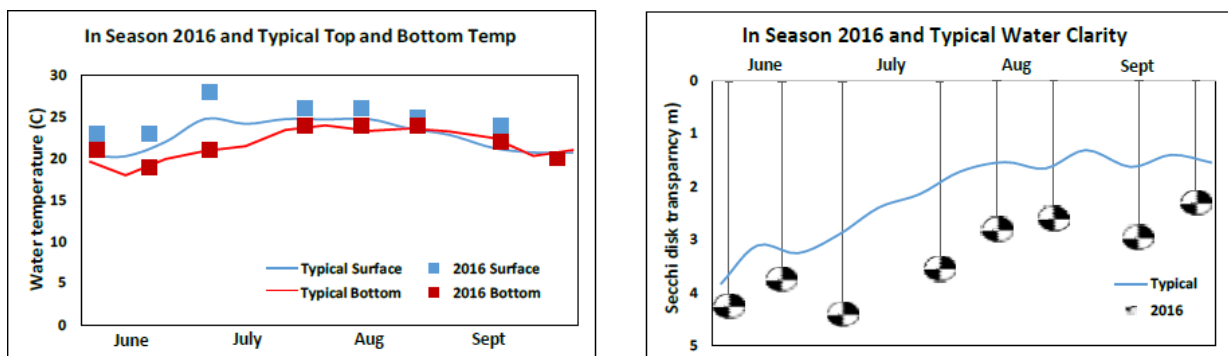 In Season 2016 and Typical Top and Bottom Temp
Water temperature (C)
30
25
20
15
10
5
0
Typical Surface
2016 Surface
Typical Bottom
2016 Bottom
June
July
Aug
Sept
In Season 2016 and Typical Water Clarity
June
July
Aug
Sept
Secchi disk transparncy m)
0
1
2
3
4
5
Typical
2016